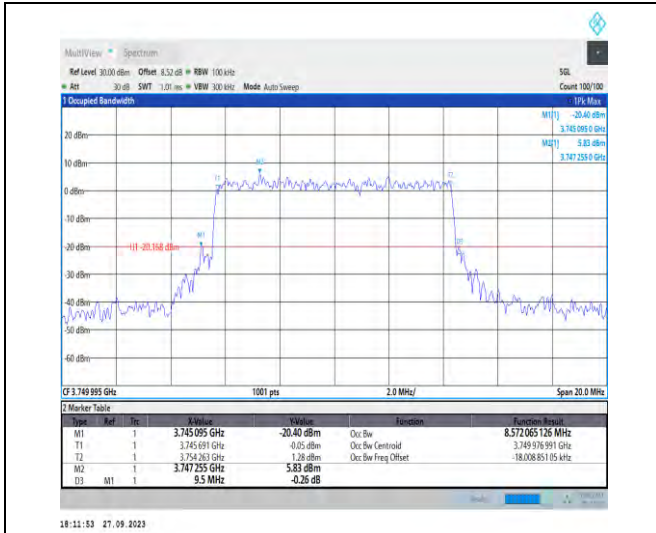 MultiView Spectrum
Ref Level 30.00 dBm Offset 8.52 dB RBW 100 kHz SGL
Att 30 dB SWT 1.01 ms VBW 300 kHz Mode Auto Sweep Count 100/100
1 Occupied Bandwidth 1Pk Max
M1[1] -20.40 dBm
3.745 095 0 GHz
20 dBm
M2[1] 5.83 dBm
3.747 255 0 GHz
10 dBm
M2
T1
T2
0 dBm
-10 dBm
M1
D3
-20 dBm
H1 -20.168 dBm
-30 dBm
-40 dBm
-50 dBm
-60 dBm
CF 3.749 995 GHz 1001 pts 2.0 MHz/ Span 20.0 MHz
2 Marker Table
Type Ref Trc X-Value Y-Value Function Function Result
M1 1 3.745 095 GHz -20.40 dBm Occ Bw 8.572 065 126 MHz
T1 1 3.745 691 GHz -0.05 dBm Occ Bw Centroid 3.749 976 991 GHz
T2 1 3.754 263 GHz 1.28 dBm Occ Bw Freq Offset -18.008 851 05 kHz
M2 1 3.747 255 GHz 5.83 dBm
D3 M1 1 9.5 MHz -0.26 dB
18:11:53 27.09.2023